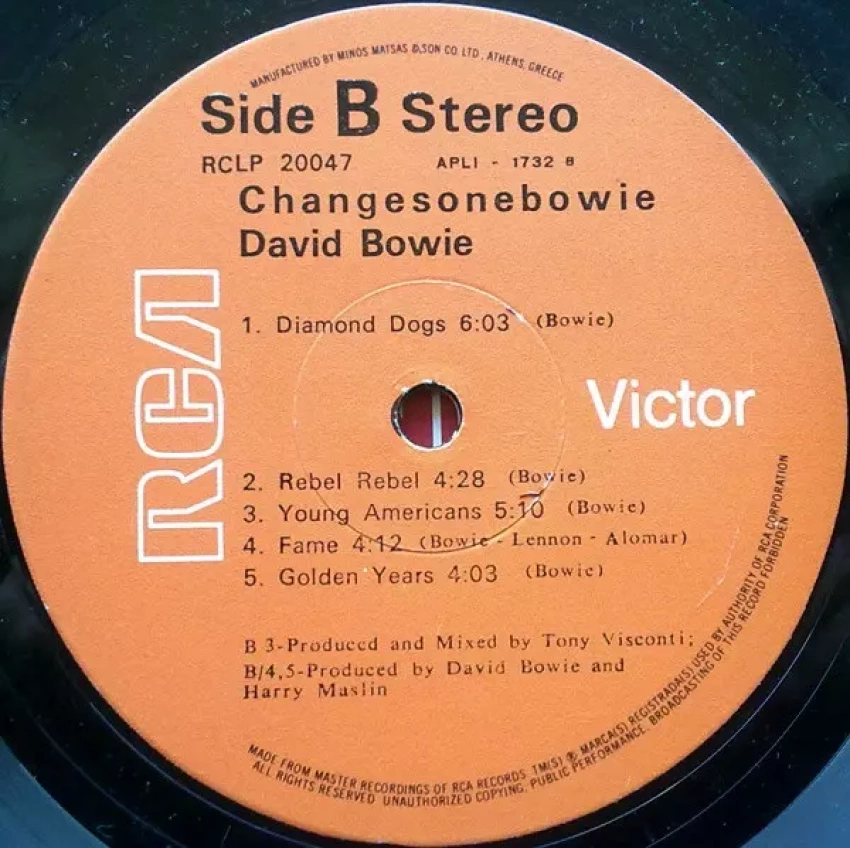 MANUFACTURED BY MINOS MATSAS & SON CO. LTD., ATHENS, GREECE
Side B Stereo
RCLP 20047 APLI - 1732 B
Changesonebowie
David Bowie
RCA
1. Diamond Dogs 6:03 (Bowie)
Victor
2. Rebel Rebel 4:28 (Bowie)
3. Young Americans 5:10 (Bowie)
4. Fame 4:12 (Bowie - Lennon - Alomar)
5. Golden Years 4:03 (Bowie)
B 3-Produced and Mixed by Tony Visconti;
B/4,5-Produced by David Bowie and
Harry Maslin
MADE FROM MASTER RECORDINGS OF RCA RECORDS TM(S) ® MARCA(S) REGISTRADA(S) USED BY AUTHORITY OF RCA CORPORATION
ALL RIGHTS RESERVED UNAUTHORIZED COPYING, PUBLIC PERFORMANCE, BROADCASTING OF THIS RECORD FORBIDDEN